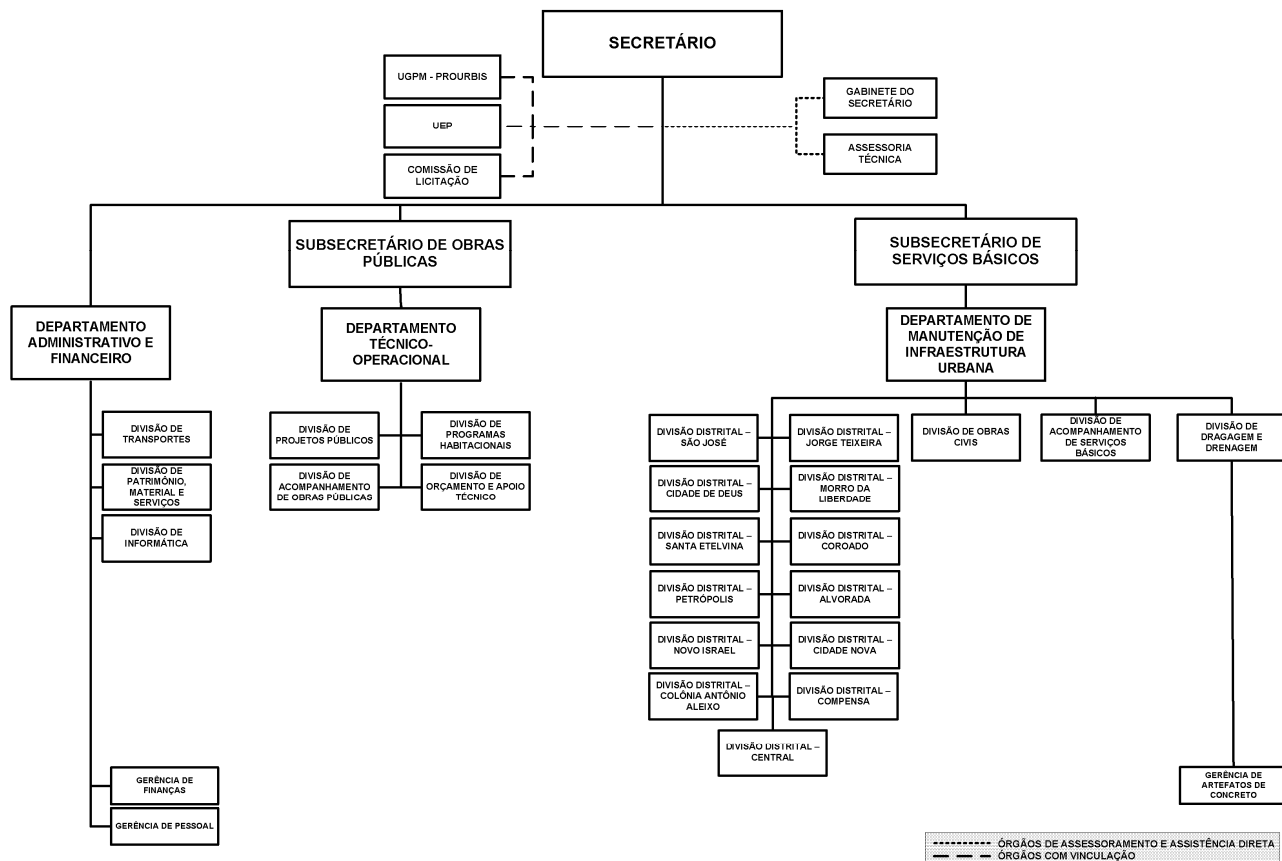 SECRETÁRIO
UGPM - PROURBIS
UEP
COMISSÃO DE
LICITAÇÃO
GABINETE DO
SECRETÁRIO
ASSESSORIA
TÉCNICA
SUBSECRETÁRIO DE OBRAS
PÚBLICAS
SUBSECRETÁRIO DE
SERVIÇOS BÁSICOS
DEPARTAMENTO
ADMINISTRATIVO E
FINANCEIRO
DEPARTAMENTO
TÉCNICO-
OPERACIONAL
DEPARTAMENTO DE
MANUTENÇÃO DE
INFRAESTRUTURA
URBANA
DIVISÃO DE
TRANSPORTES
DIVISÃO DE
PATRIMÔNIO,
MATERIAL E
SERVIÇOS
DIVISÃO DE
INFORMÁTICA
GERÊNCIA DE
FINANÇAS
GERÊNCIA DE PESSOAL
DIVISÃO DE
PROJETOS PÚBLICOS
DIVISÃO DE
PROGRAMAS
HABITACIONAIS
DIVISÃO DE
ACOMPANHAMENTO
DE OBRAS PÚBLICAS
DIVISÃO DE
ORÇAMENTO E APOIO
TÉCNICO
DIVISÃO DISTRITAL –
SÃO JOSÉ
DIVISÃO DISTRITAL –
JORGE TEIXEIRA
DIVISÃO DISTRITAL –
CIDADE DE DEUS
DIVISÃO DISTRITAL –
MORRO DA
LIBERDADE
DIVISÃO DISTRITAL –
SANTA ETELVINA
DIVISÃO DISTRITAL –
COROADO
DIVISÃO DISTRITAL –
PETRÓPOLIS
DIVISÃO DISTRITAL –
ALVORADA
DIVISÃO DISTRITAL –
NOVO ISRAEL
DIVISÃO DISTRITAL –
CIDADE NOVA
DIVISÃO DISTRITAL –
COLÔNIA ANTÔNIO
ALEIXO
DIVISÃO DISTRITAL –
COMPENSA
DIVISÃO DISTRITAL –
CENTRAL
DIVISÃO DE OBRAS
CIVIS
DIVISÃO DE
ACOMPANHAMENTO
DE SERVIÇOS
BÁSICOS
DIVISÃO DE
DRAGAGEM E
DRENAGEM
GERÊNCIA DE
ARTEFATOS DE
CONCRETO
ÓRGÃOS DE ASSESSORAMENTO E ASSISTÊNCIA DIRETA
ÓRGÃOS COM VINCULAÇÃO